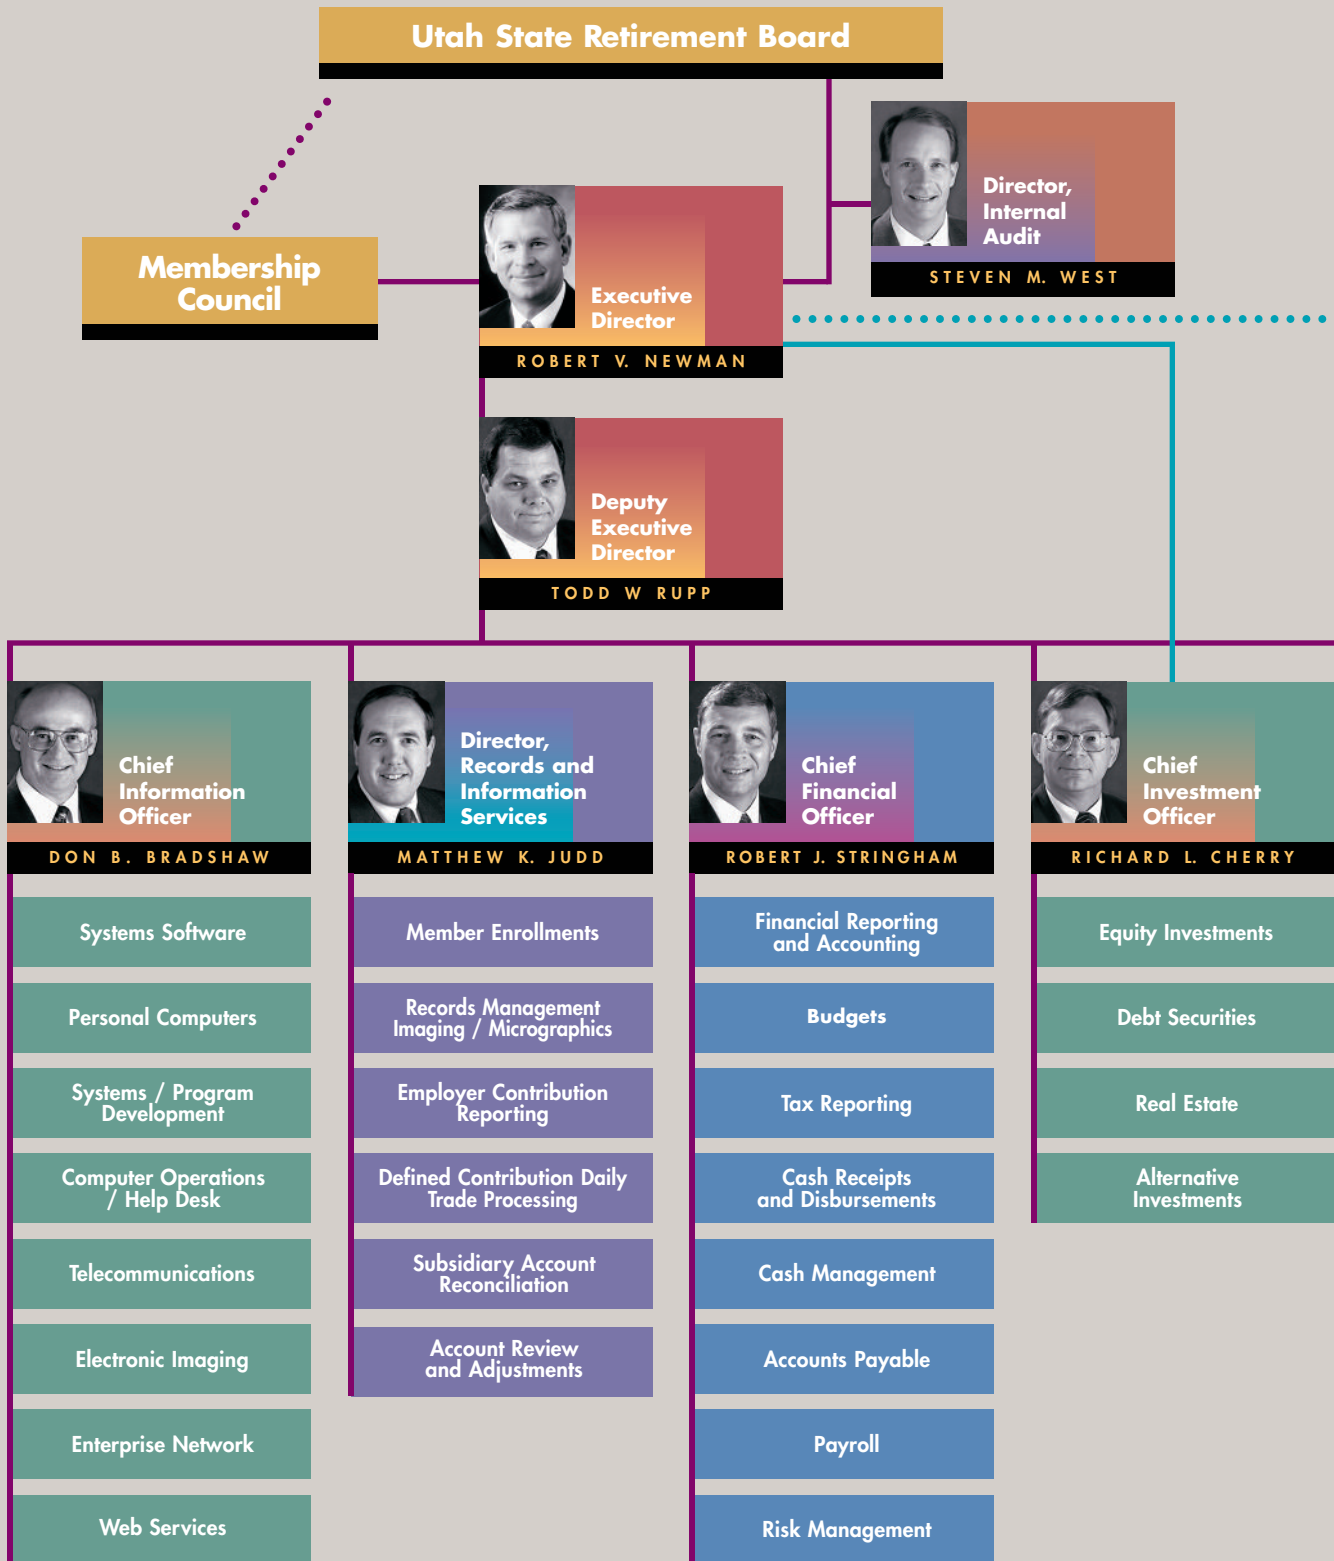 Utah State Retirement Board
Director,
Internal
Audit
STEVEN M. WEST
Membership
Council
Executive
Director
ROBERT V. NEWMAN
Deputy
Executive
Director
TODD W RUPP
Chief
Information
Officer
DON B. BRADSHAW
Systems Software
Personal Computers
Systems / Program
Development
Computer Operations
/ Help Desk
Telecommunications
Electronic Imaging
Enterprise Network
Web Services
Director,
Records and
Information
Services
MATTHEW K. JUDD
Member Enrollments
Records Management
Imaging / Micrographics
Employer Contribution
Reporting
Defined Contribution Daily
Trade Processing
Subsidiary Account
Reconciliation
Account Review
and Adjustments
Chief
Financial
Officer
ROBERT J. STRINGHAM
Financial Reporting
and Accounting
Budgets
Tax Reporting
Cash Receipts
and Disbursements
Cash Management
Accounts Payable
Payroll
Risk Management
Chief
Investment
Officer
RICHARD L. CHERRY
Equity Investments
Debt Securities
Real Estate
Alternative
Investments